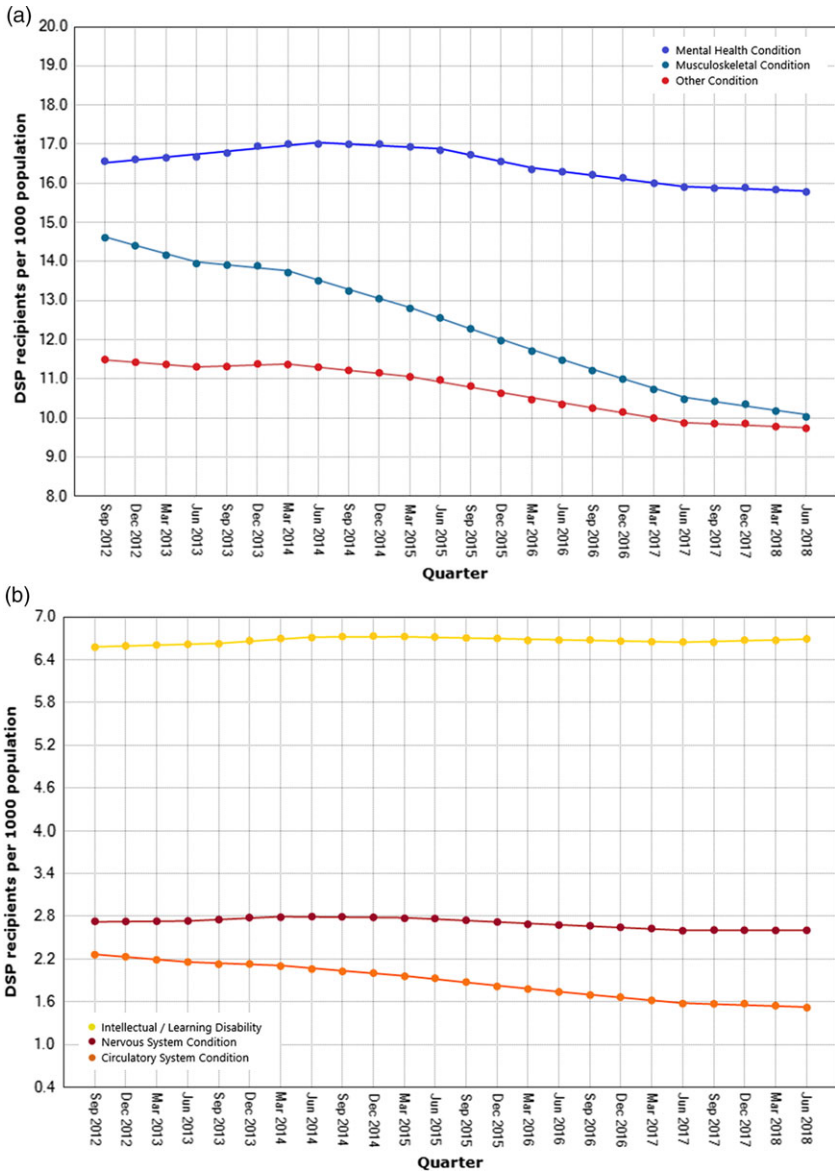 (a)
20.0
19.0
18.0
17.0
16.0
15.0
14.0
13.0
12.0
11.0
10.0
9.0
8.0
DSP recipients per 1000 population
Mental Health Condition
Musculoskeletal Condition
Other Condition
Sep 2012
Dec 2012
Mar 2013
Jun 2013
Sep 2013
Dec 2013
Mar 2014
Jun 2014
Sep 2014
Dec 2014
Mar 2015
Jun 2015
Sep 2015
Dec 2015
Mar 2016
Jun 2016
Sep 2016
Dec 2016
Mar 2017
Jun 2017
Sep 2017
Dec 2017
Mar 2018
Jun 2018
Quarter
(b)
7.0
6.4
5.8
5.2
4.6
4.0
3.4
2.8
2.2
1.6
1.0
0.4
DSP recipients per 1000 population
Intellectual / Learning Disability
Nervous System Condition
Circulatory System Condition
Sep 2012
Dec 2012
Mar 2013
Jun 2013
Sep 2013
Dec 2013
Mar 2014
Jun 2014
Sep 2014
Dec 2014
Mar 2015
Jun 2015
Sep 2015
Dec 2015
Mar 2016
Jun 2016
Sep 2016
Dec 2016
Mar 2017
Jun 2017
Sep 2017
Dec 2017
Mar 2018
Jun 2018
Quarter